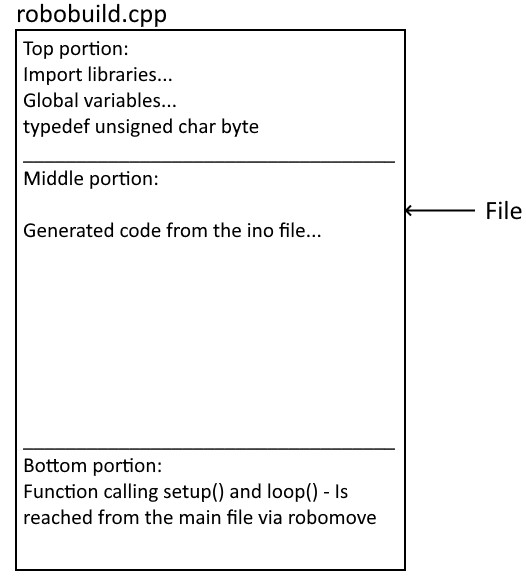 robobuild.cpp
Top portion:
Import libraries...
Global variables...
typedef unsigned char byte
Middle portion:
Generated code from the ino file...
File
Bottom portion:
Function calling setup() and loop() - Is
reached from the main file via robomove